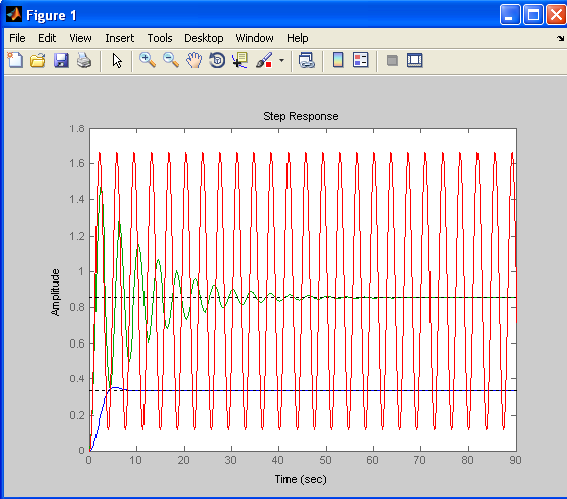 Figure 1
File Edit View Insert Tools Desktop Window Help
Step Response
1.8
1.6
1.4
1.2
1
0.8
0.6
0.4
0.2
0
Amplitude
0 10 20 30 40 50 60 70 80 90
Time (sec)